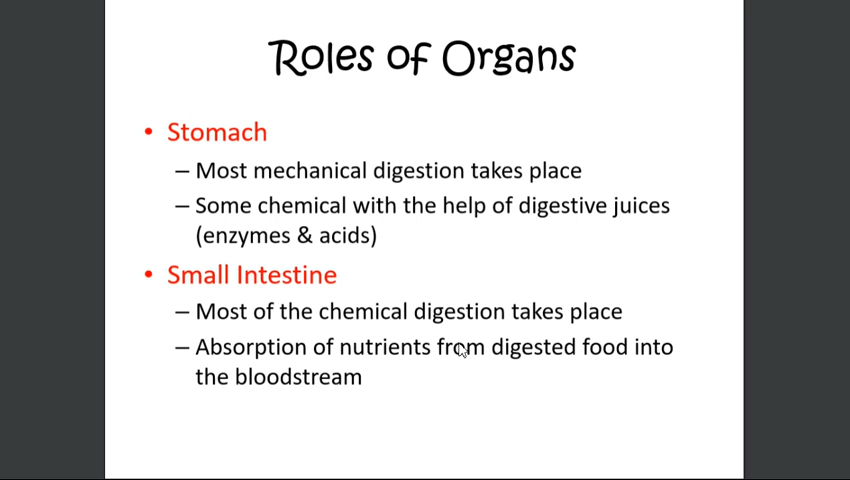 Roles of Organs
• Stomach
– Most mechanical digestion takes place
– Some chemical with the help of digestive juices
(enzymes & acids)
• Small Intestine
– Most of the chemical digestion takes place
– Absorption of nutrients from digested food into
the bloodstream